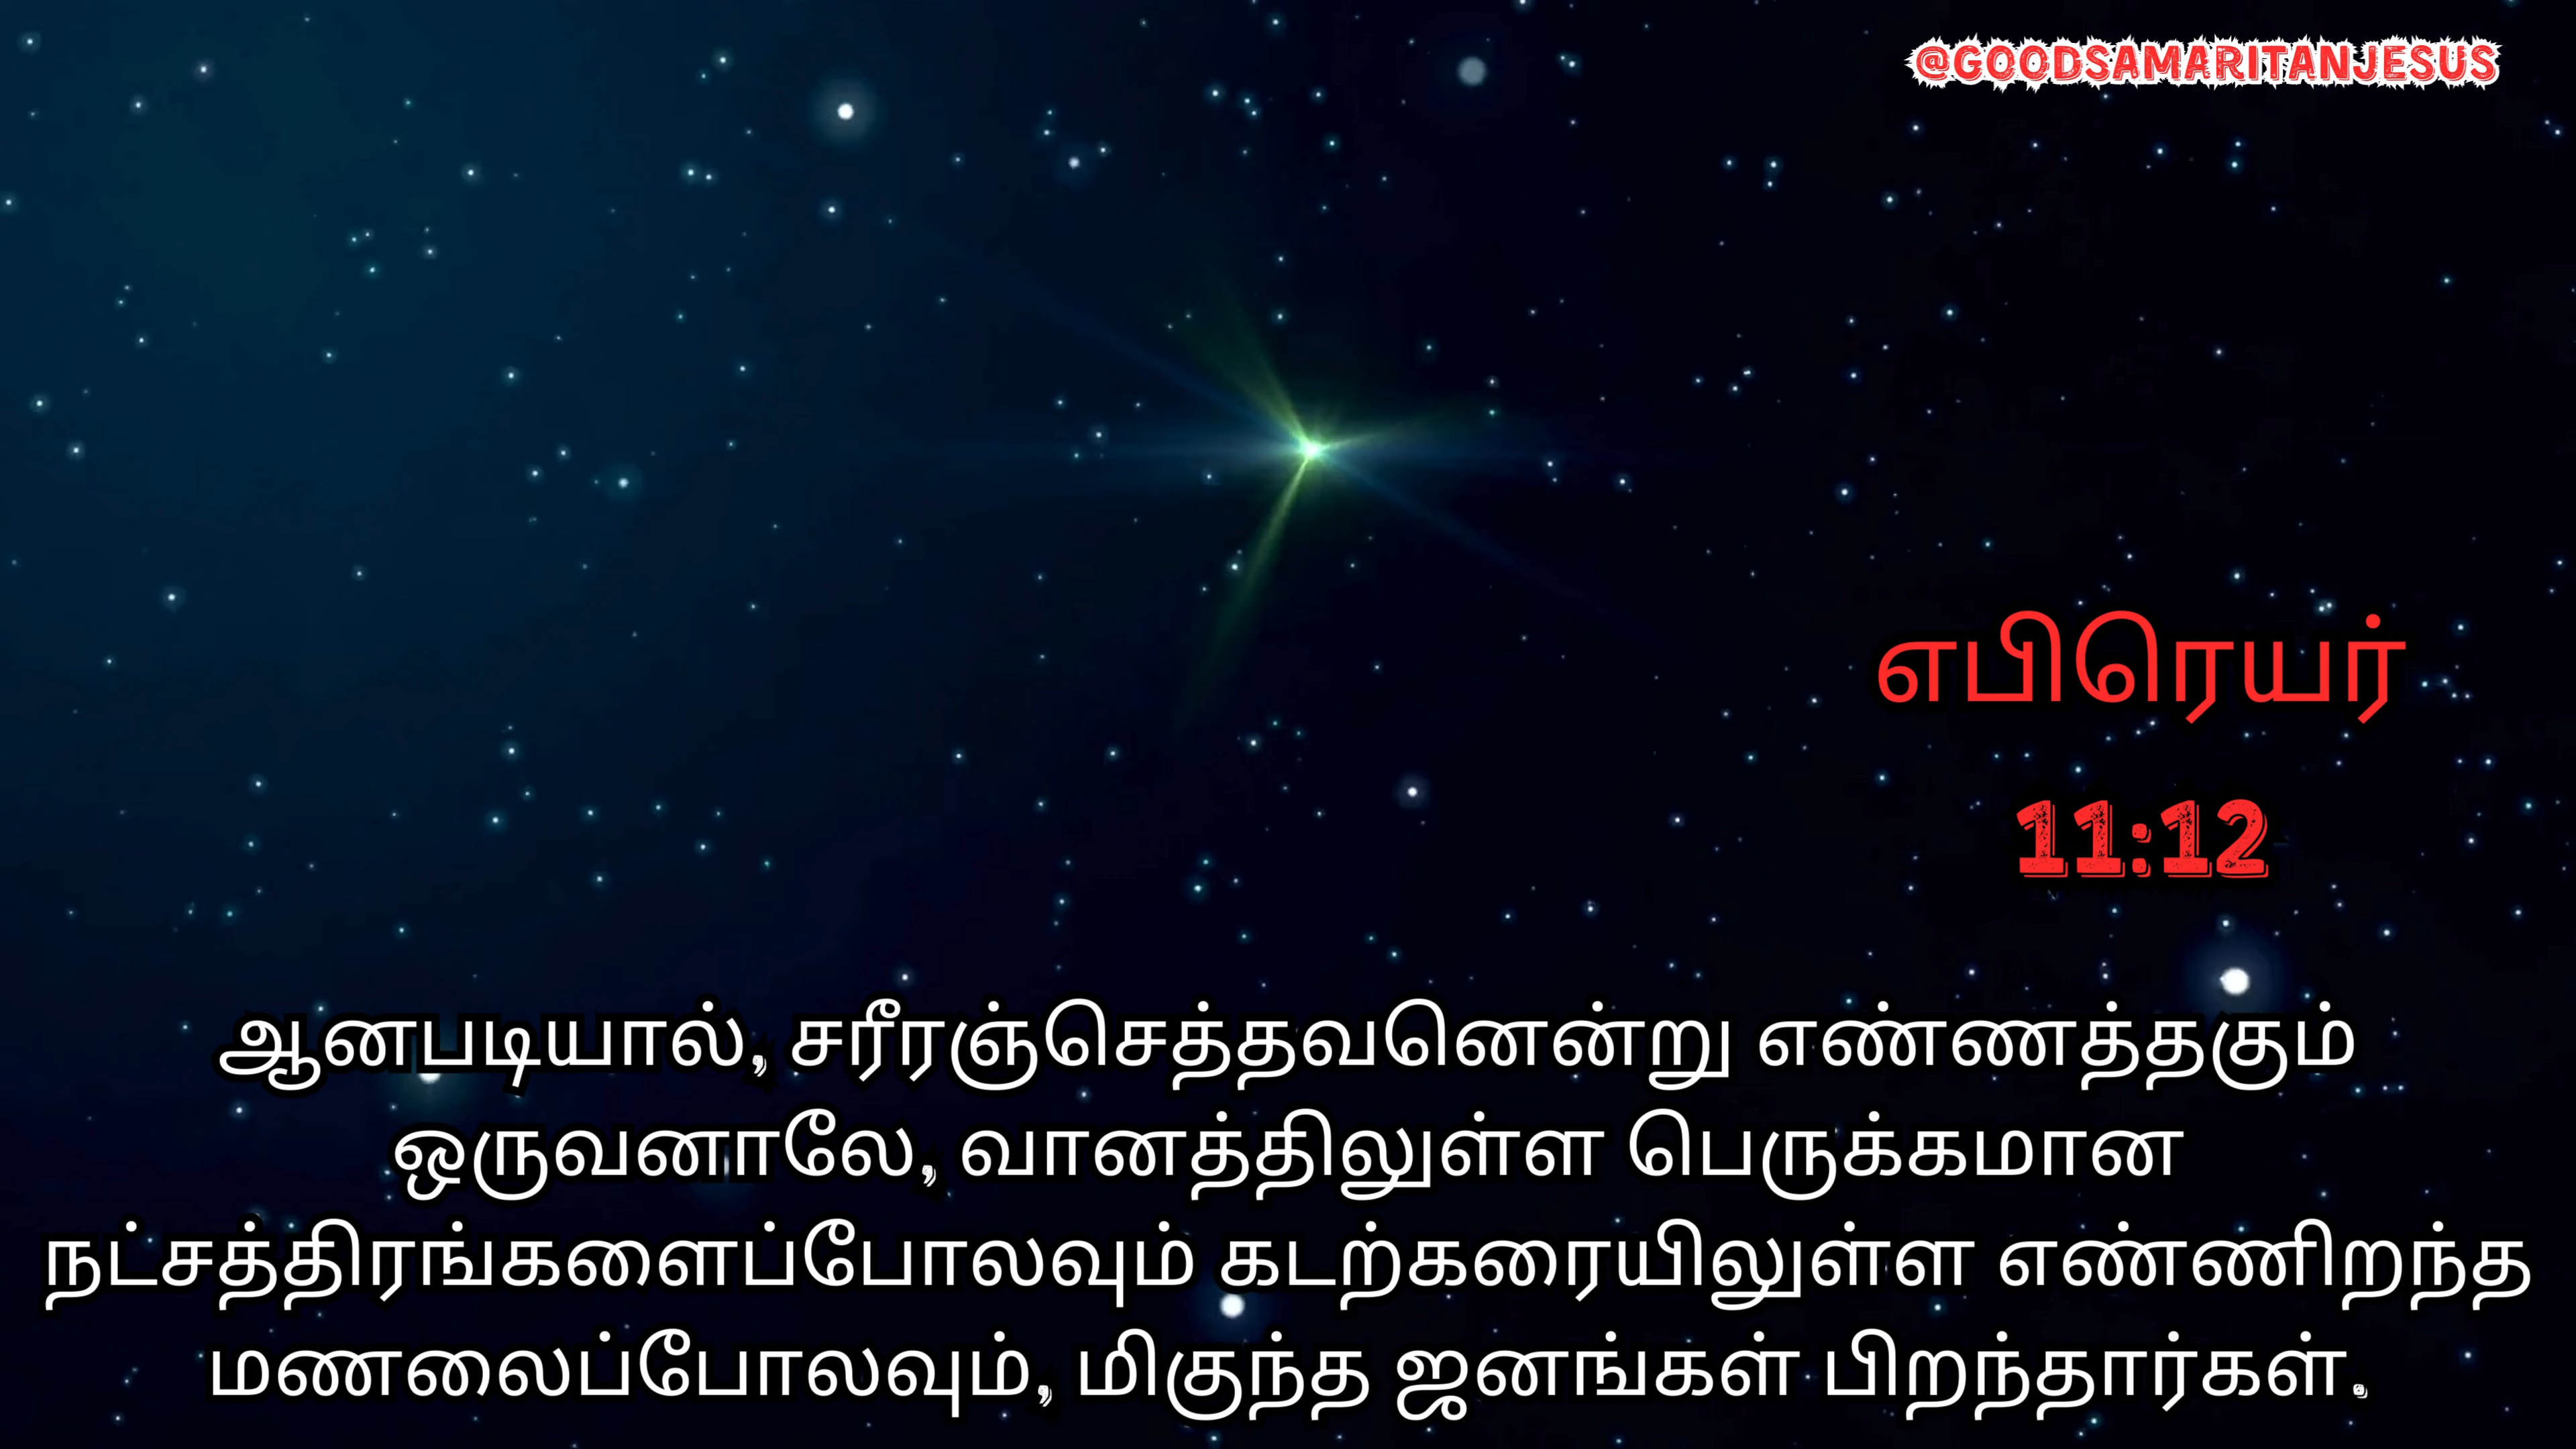 @GOODSAMARITANJESUS
எபிரெயர்
11:12
ஆனபடியால், சரீரஞ்செத்தவனென்று எண்ணத்தகும்
ஒருவனாலே, வானத்திலுள்ள பெருக்கமான
நட்சத்திரங்களைப்போலவும் கடற்கரையிலுள்ள எண்ணிறந்த
மணலைப்போலவும், மிகுந்த ஜனங்கள் பிறந்தார்கள்.